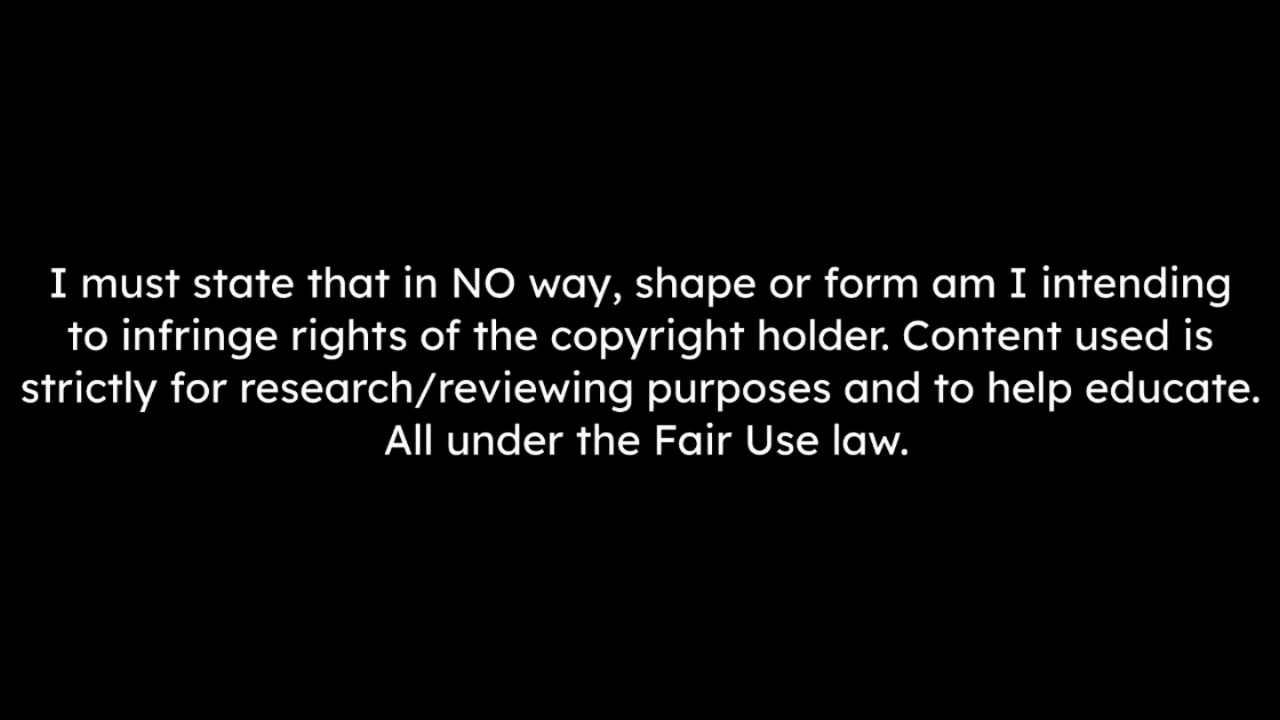 I must state that in NO way, shape or form am I intending
to infringe rights of the copyright holder. Content used is
strictly for research/reviewing purposes and to help educate.
All under the Fair Use law.